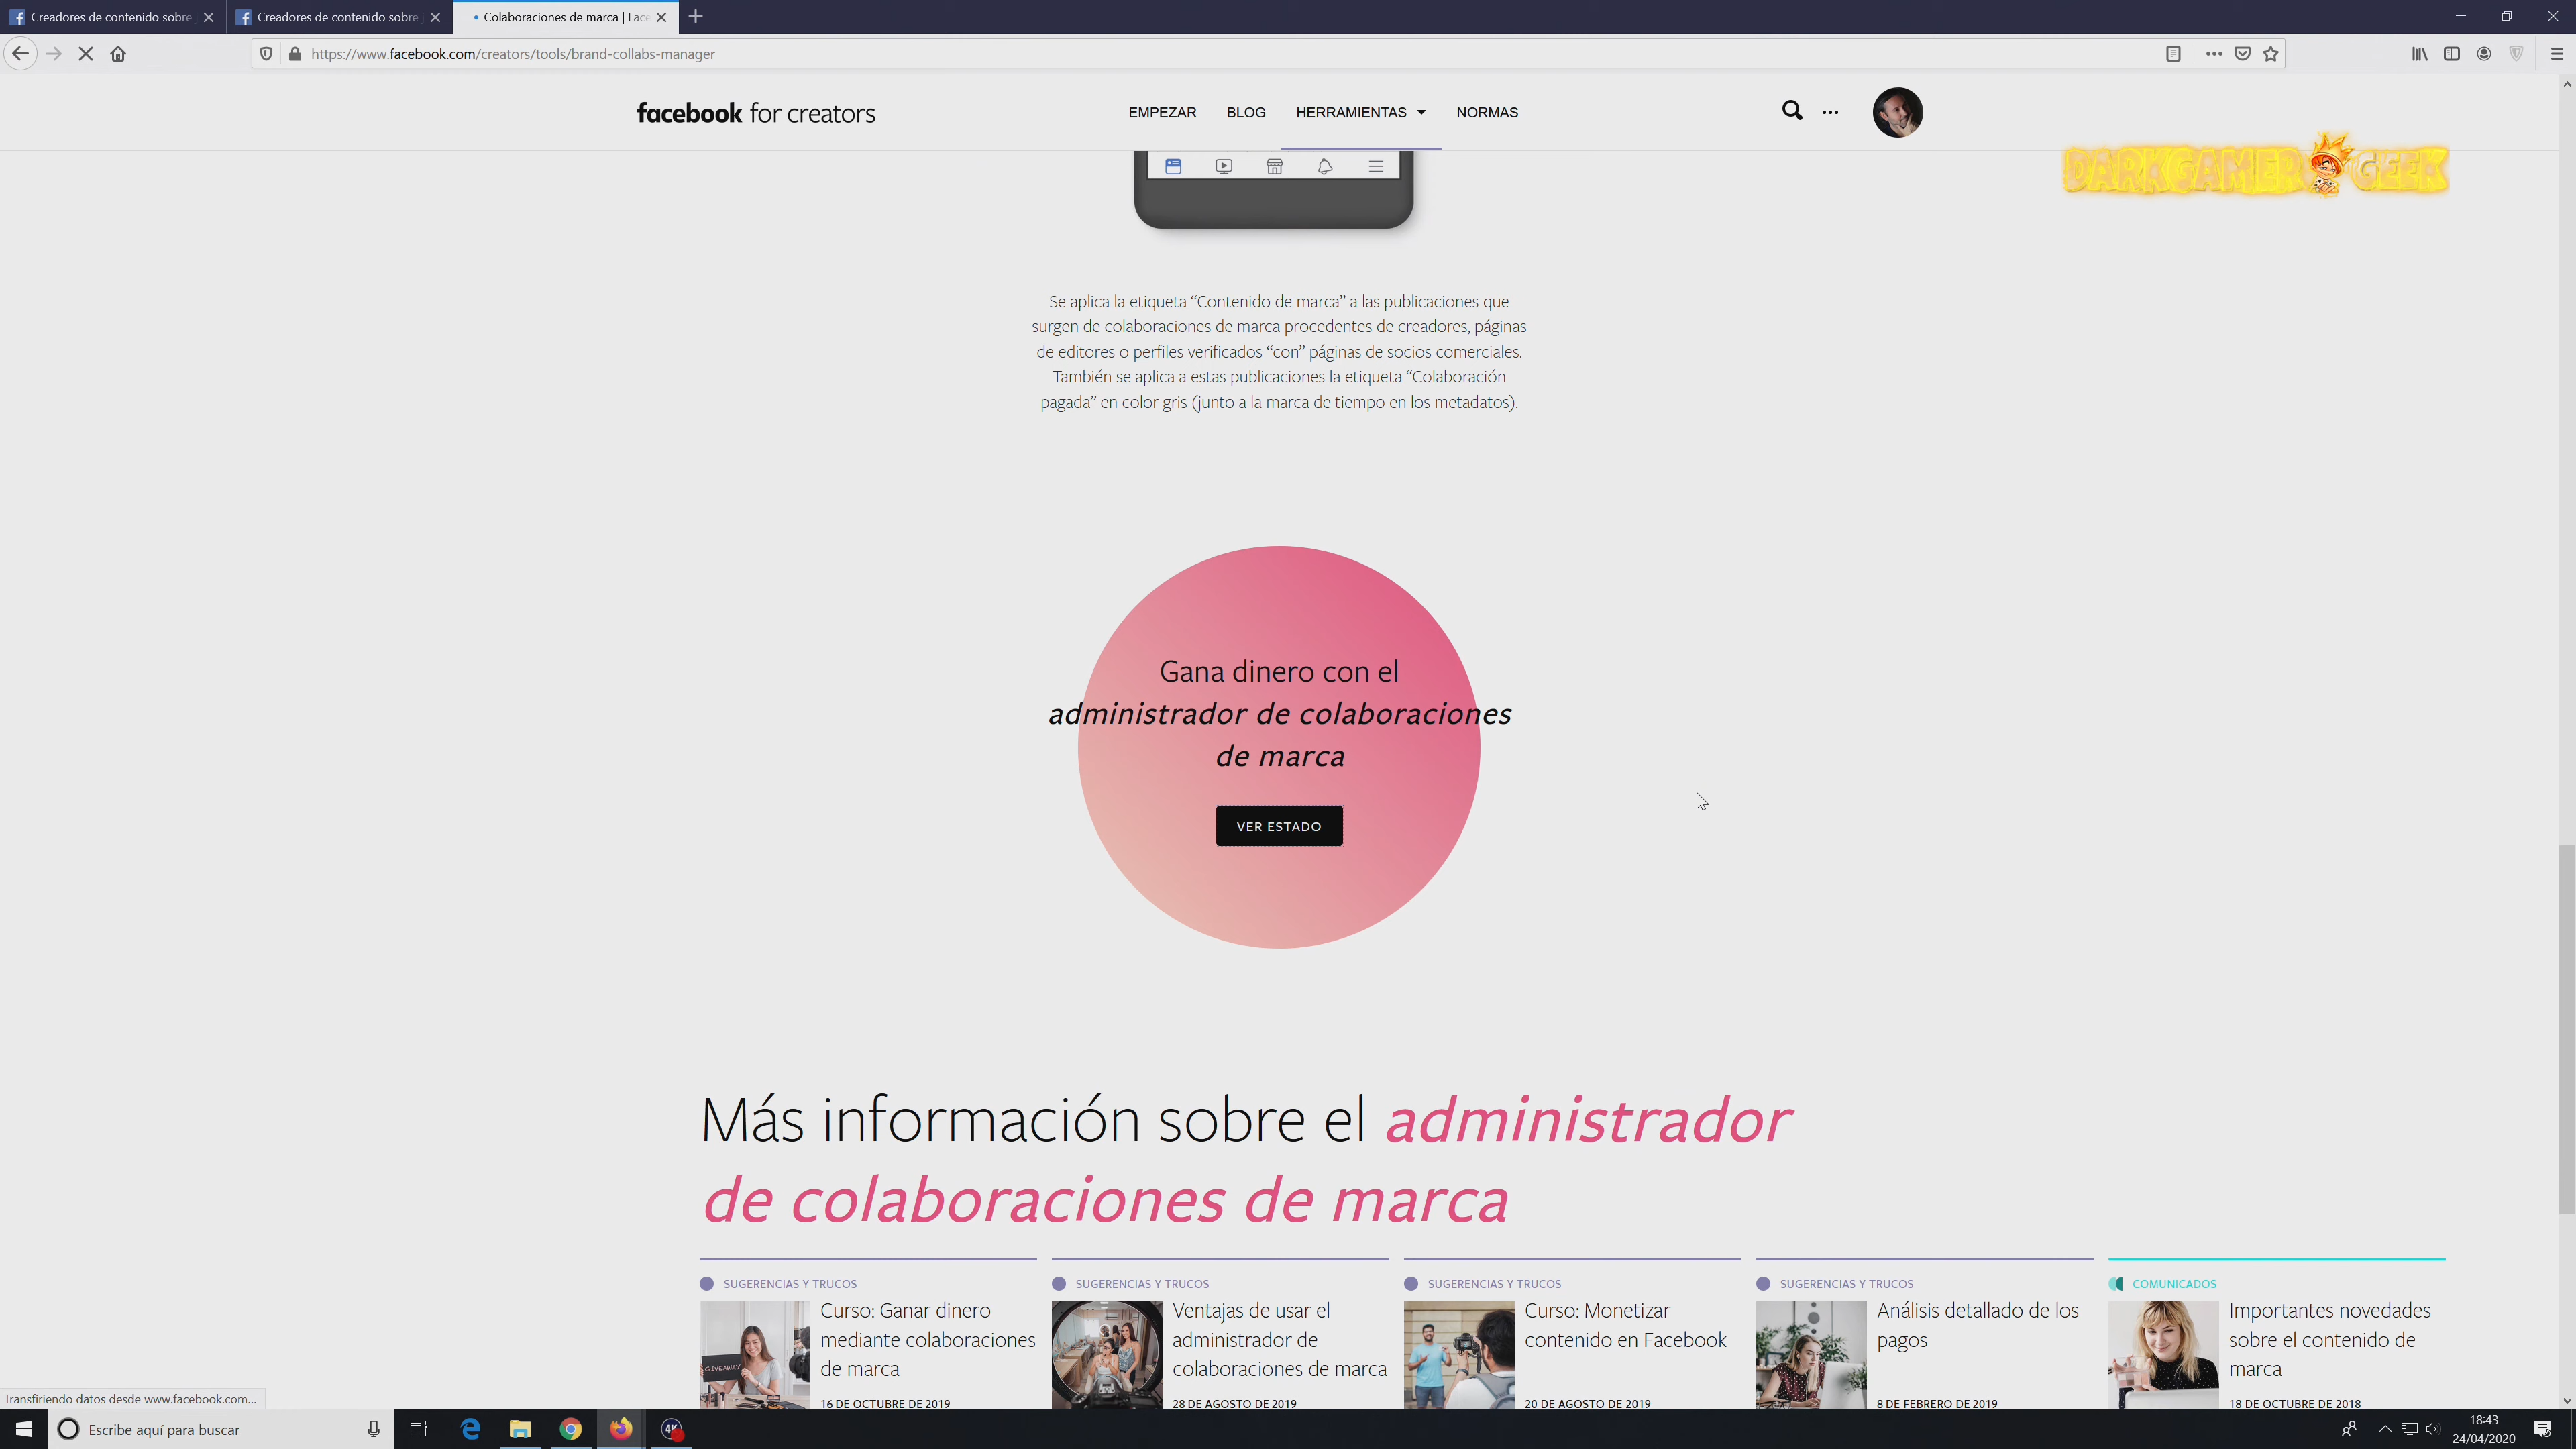 Creadores de contenido sobre
Creadores de contenido sobre
Colaboraciones de marca | Face
https://www.facebook.com/creators/tools/brand-collabs-manager
facebook for creators
EMPEZAR
BLOG
HERRAMIENTAS
NORMAS
DARKGAMER GEEK
Se aplica la etiqueta “Contenido de marca” a las publicaciones que
surgen de colaboraciones de marca procedentes de creadores, páginas
de editores o perfiles verificados “con” páginas de socios comerciales.
También se aplica a estas publicaciones la etiqueta “Colaboración
pagada” en color gris (junto a la marca de tiempo en los metadatos).
Gana dinero con el
administrador de colaboraciones
de marca
VER ESTADO
Más información sobre el administrador
de colaboraciones de marca
SUGERENCIAS Y TRUCOS
Curso: Ganar dinero
mediante colaboraciones
de marca
16 DE OCTUBRE DE 2019
GIVEAWAY
SUGERENCIAS Y TRUCOS
Ventajas de usar el
administrador de
colaboraciones de marca
28 DE AGOSTO DE 2019
SUGERENCIAS Y TRUCOS
Curso: Monetizar
contenido en Facebook
20 DE AGOSTO DE 2019
SUGERENCIAS Y TRUCOS
Análisis detallado de los
pagos
8 DE FEBRERO DE 2019
COMUNICADOS
Importantes novedades
sobre el contenido de
marca
18 DE OCTUBRE DE 2018
Transfiriendo datos desde www.facebook.com...
Escribe aquí para buscar
4K
18:43
24/04/2020